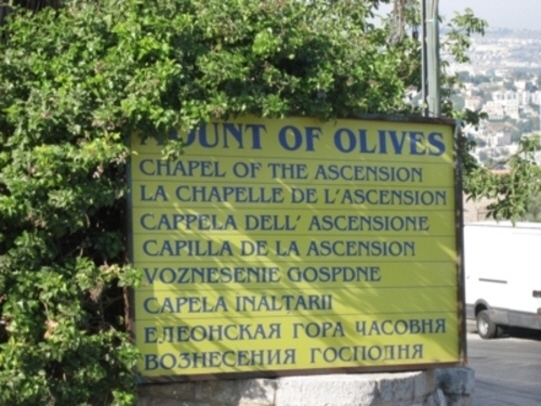 MOUNT OF OLIVES
CHAPEL OF THE ASCENSION
LA CHAPELLE DE L'ASCENSION
CAPPELA DELL' ASCENSIONE
CAPILLA DE LA ASCENSION
VOZNESENIE GOSPDNE
CAPELA INALTARII
ЕЛЕОНСКАЯ ГОРА ЧАСОВНЯ
ВОЗНЕСЕНИЯ ГОСПОДНЯ